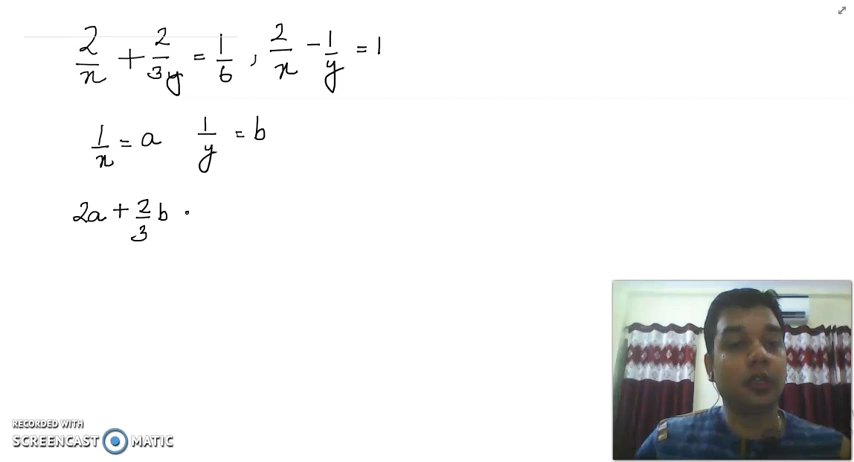 2/x + 2/3y = 1/6 , 2/x - 1/y = 1
1/x = a 1/y = b
2a + 2/3 b
RECORDED WITH
SCREENCAST MATIC